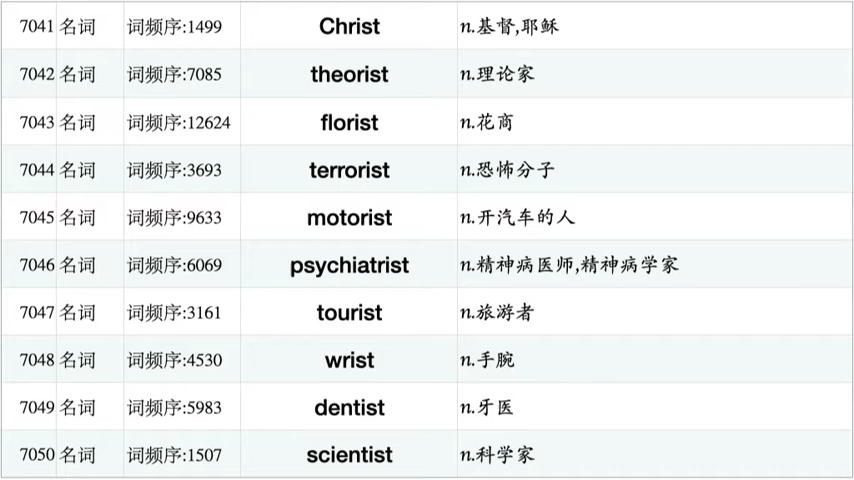 7041 名词 词频序:1499 Christ n.基督,耶稣
7042 名词 词频序:7085 theorist n.理论家
7043 名词 词频序:12624 florist n.花商
7044 名词 词频序:3693 terrorist n.恐怖分子
7045 名词 词频序:9633 motorist n.开汽车的人
7046 名词 词频序:6069 psychiatrist n.精神病医师,精神病学家
7047 名词 词频序:3161 tourist n.旅游者
7048 名词 词频序:4530 wrist n.手腕
7049 名词 词频序:5983 dentist n.牙医
7050 名词 词频序:1507 scientist n.科学家